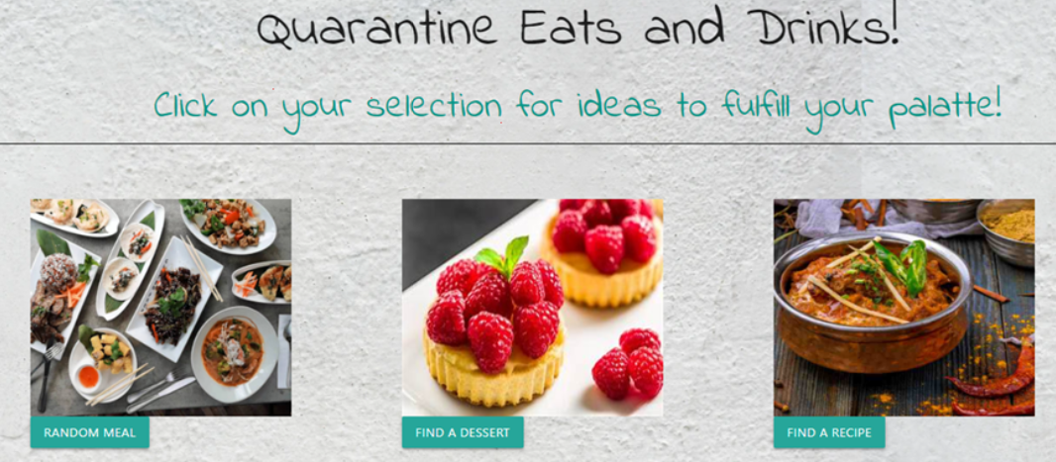 Quarantine Eats and Drinks!
Click on your selection for ideas to fulfill your palatte!
RANDOM MEAL
FIND A DESSERT
FIND A RECIPE